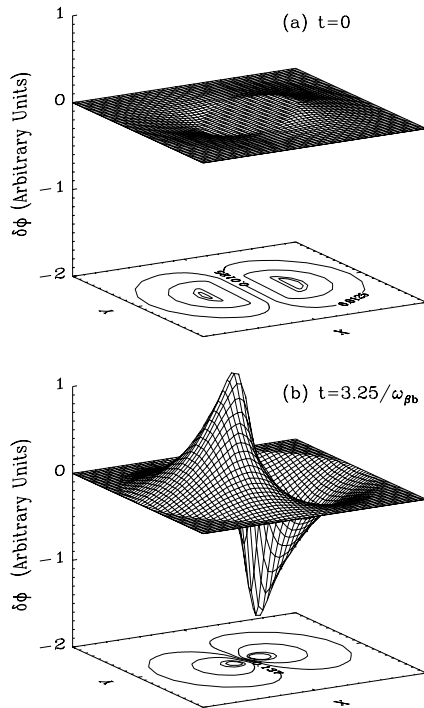 (a) t=0
1
0
−1
−2
δϕ (Arbitrary Units)
Y
X
(b) t=3.25/ω_βb
1
0
−1
−2
δϕ (Arbitrary Units)
Y
X